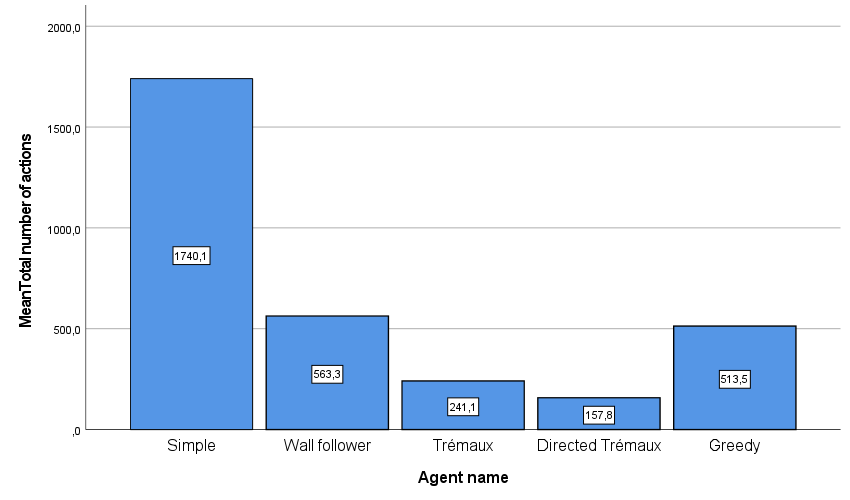 MeanTotal number of actions
2000,0
1500,0
1000,0
500,0
,0
1740,1
563,3
241,1
157,8
513,5
Simple
Wall follower
Trémaux
Directed Trémaux
Greedy
Agent name